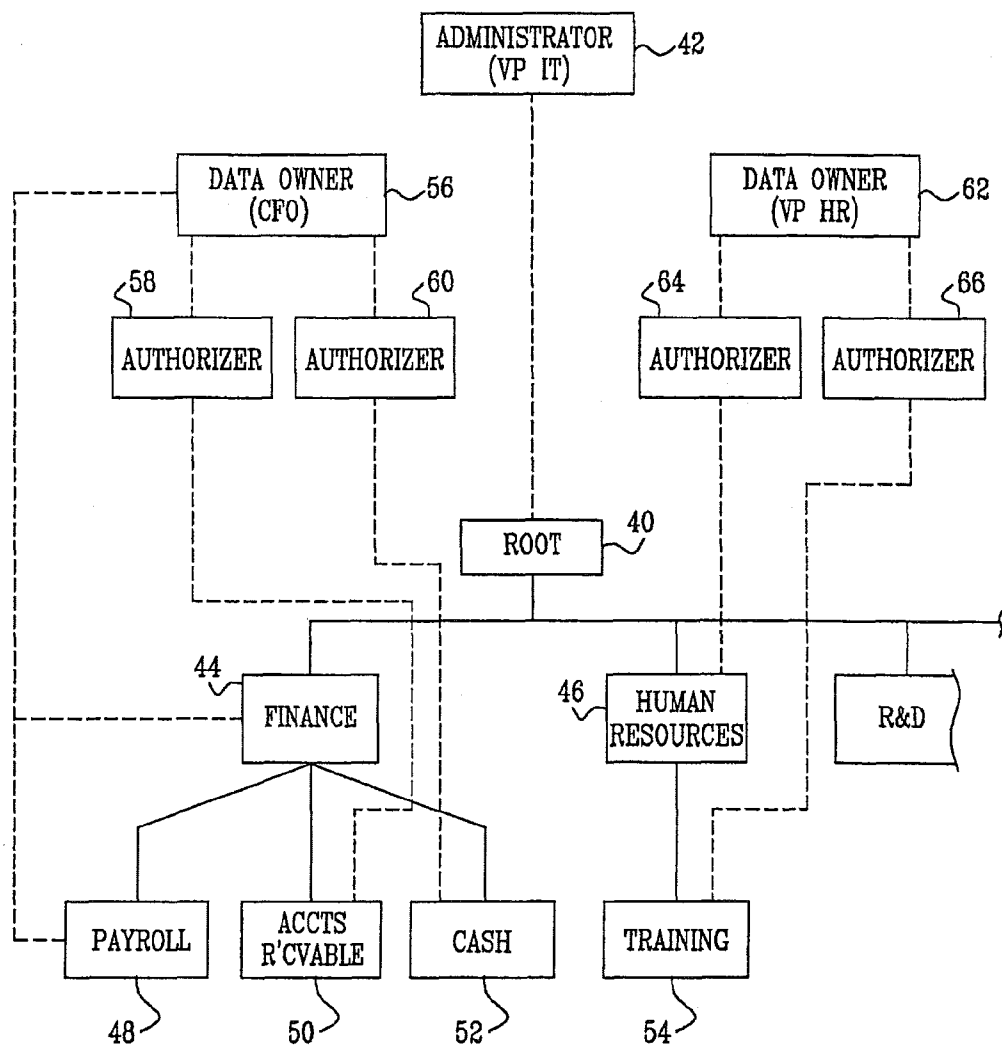 ADMINISTRATOR
(VP IT)
42
DATA OWNER
(CFO)
56
DATA OWNER
(VP HR)
62
58
60
64
66
AUTHORIZER
AUTHORIZER
AUTHORIZER
AUTHORIZER
ROOT
40
44
FINANCE
46
HUMAN
RESOURCES
R&D
PAYROLL
ACCTS
R'CVABLE
CASH
TRAINING
48
50
52
54